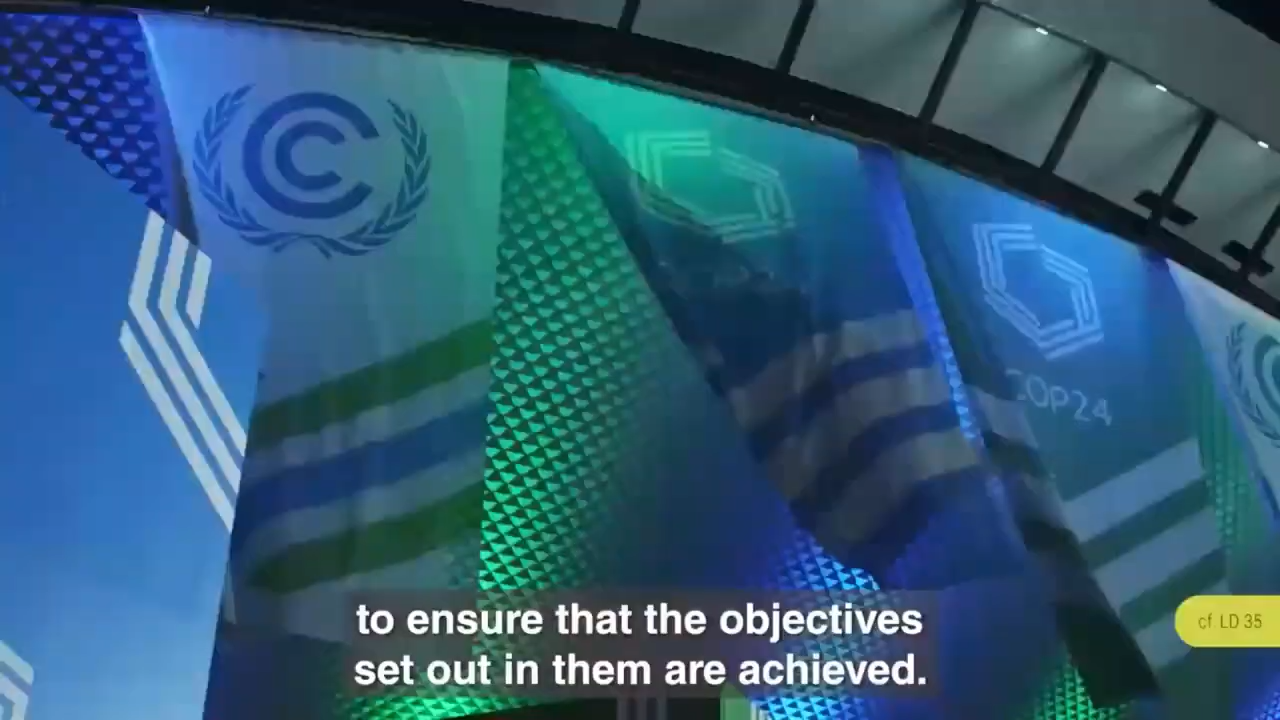 COP24
cf LD 35
to ensure that the objectives
set out in them are achieved.